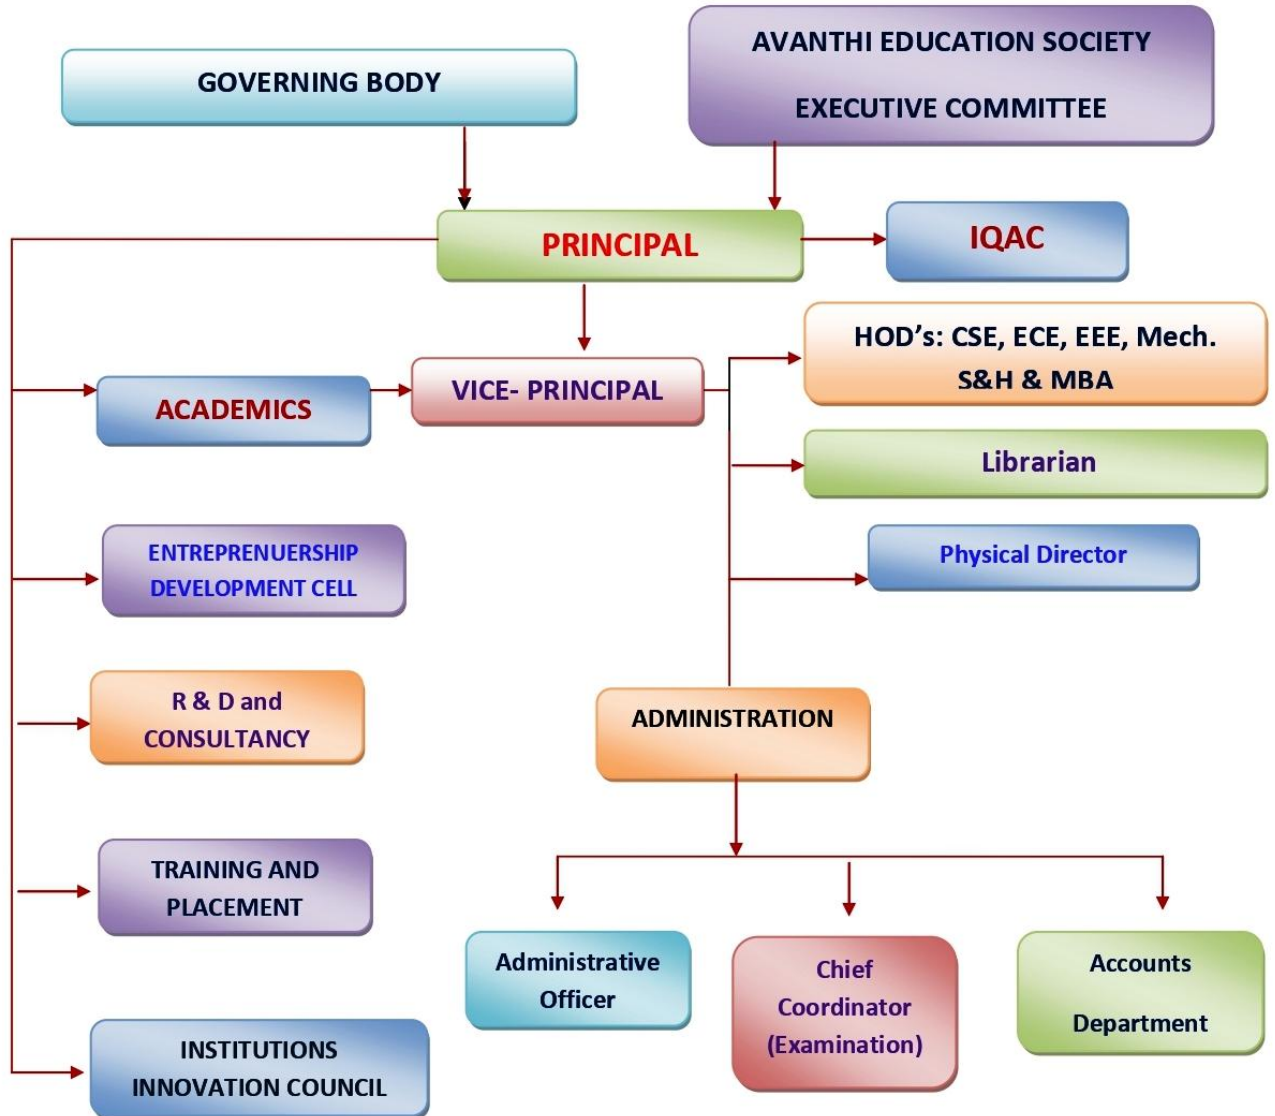 GOVERNING BODY
AVANTHI EDUCATION SOCIETY
EXECUTIVE COMMITTEE
PRINCIPAL
IQAC
HOD’s: CSE, ECE, EEE, Mech.
S&H & MBA
ACADEMICS
VICE- PRINCIPAL
Librarian
ENTREPRENUERSHIP
DEVELOPMENT CELL
Physical Director
R & D and
CONSULTANCY
ADMINISTRATION
TRAINING AND
PLACEMENT
Administrative
Officer
Chief
Coordinator
(Examination)
Accounts
Department
INSTITUTIONS
INNOVATION COUNCIL